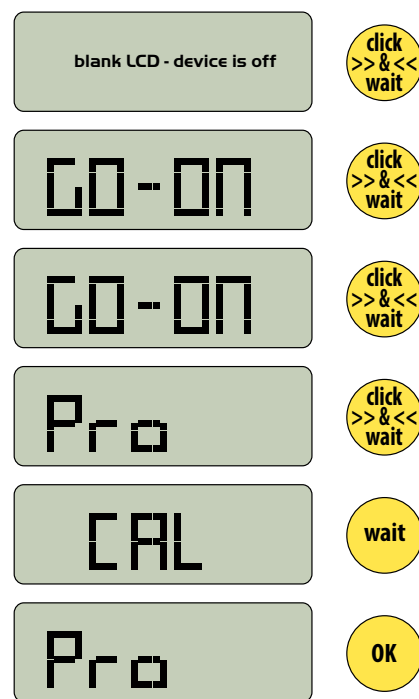 blank LCD - device is off
click
>> & <<
wait
GO-ON
click
>> & <<
wait
GO-ON
click
>> & <<
wait
Pro
click
>> & <<
wait
CAL
wait
Pro
OK